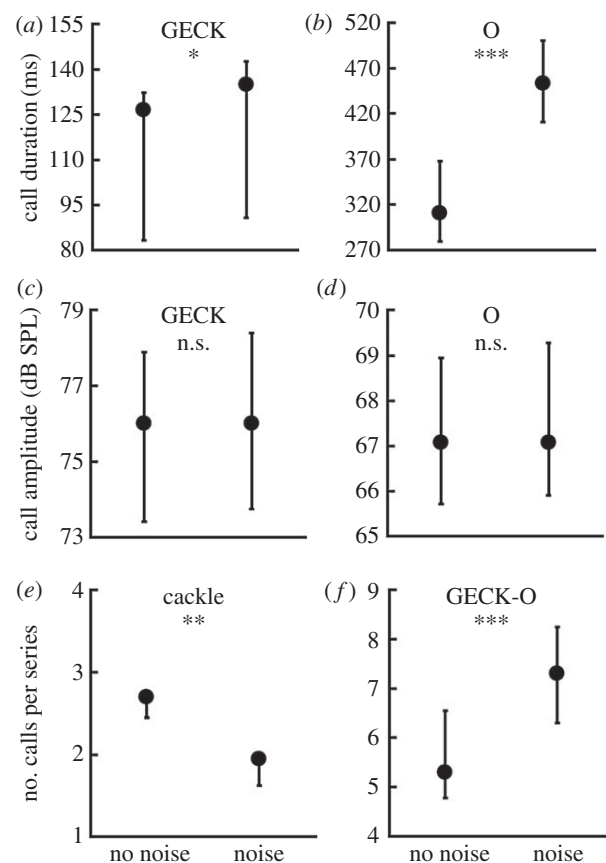 (a)
GECK
*
call duration (ms)
155
140
125
110
95
80
(b)
O
***
520
470
420
370
320
270
(c)
GECK
n.s.
call amplitude (dB SPL)
79
77
75
73
(d)
O
n.s.
70
69
68
67
66
65
(e)
cackle
**
no. calls per series
4
3
2
1
no noise noise
(f)
GECK-O
***
9
8
7
6
5
4
no noise noise